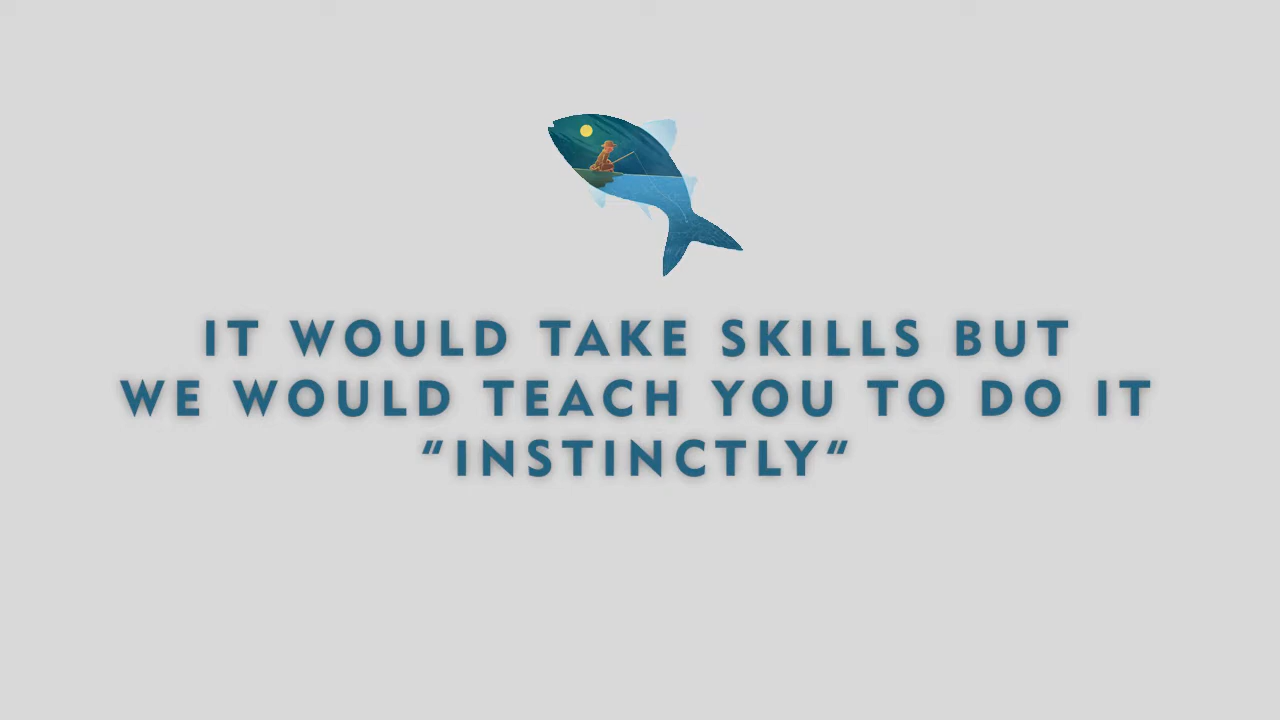 IT WOULD TAKE SKILLS BUT
WE WOULD TEACH YOU TO DO IT
“INSTINCTLY“